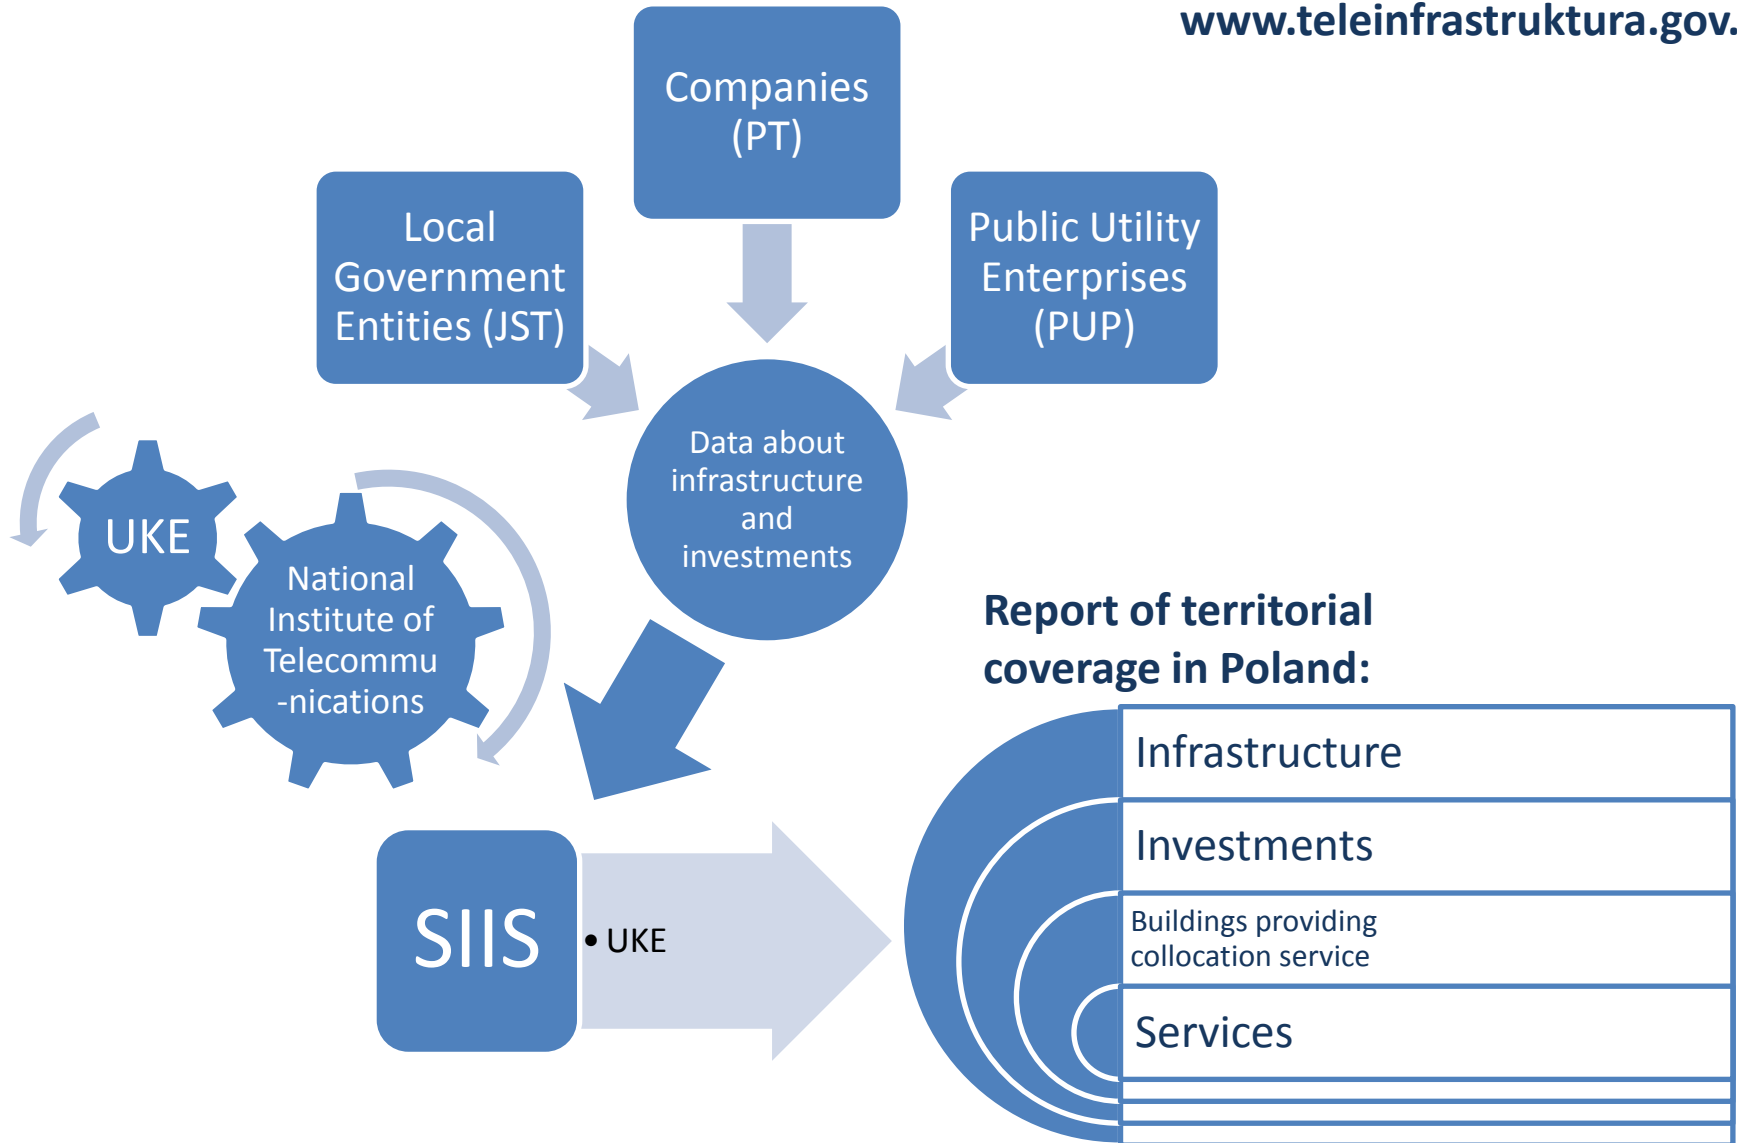 www.teleinfrastruktura.gov.
Companies
(PT)
Local
Government
Entities (JST)
Public Utility
Enterprises
(PUP)
Data about
infrastructure
and
investments
UKE
National
Institute of
Telecommu
-nications
Report of territorial
coverage in Poland:
Infrastructure
Investments
Buildings providing
collocation service
Services
SIIS
• UKE